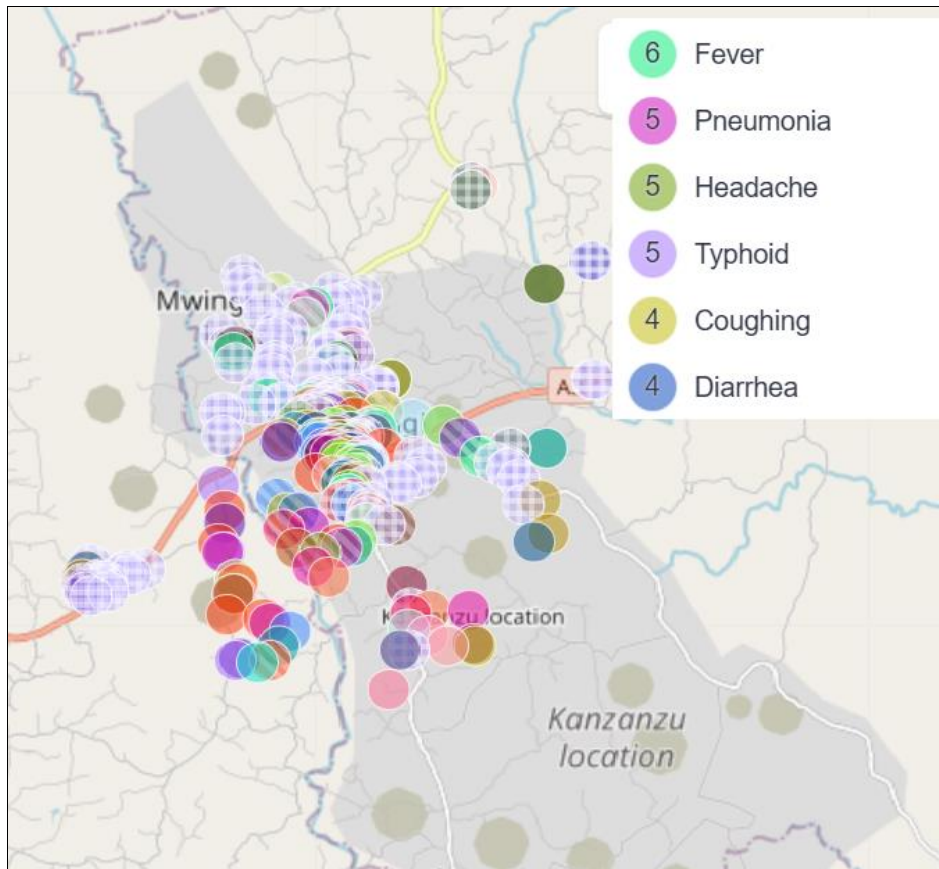 6 Fever
5 Pneumonia
5 Headache
5 Typhoid
4 Coughing
4 Diarrhea
Mwing
location
Kanzanzu
location